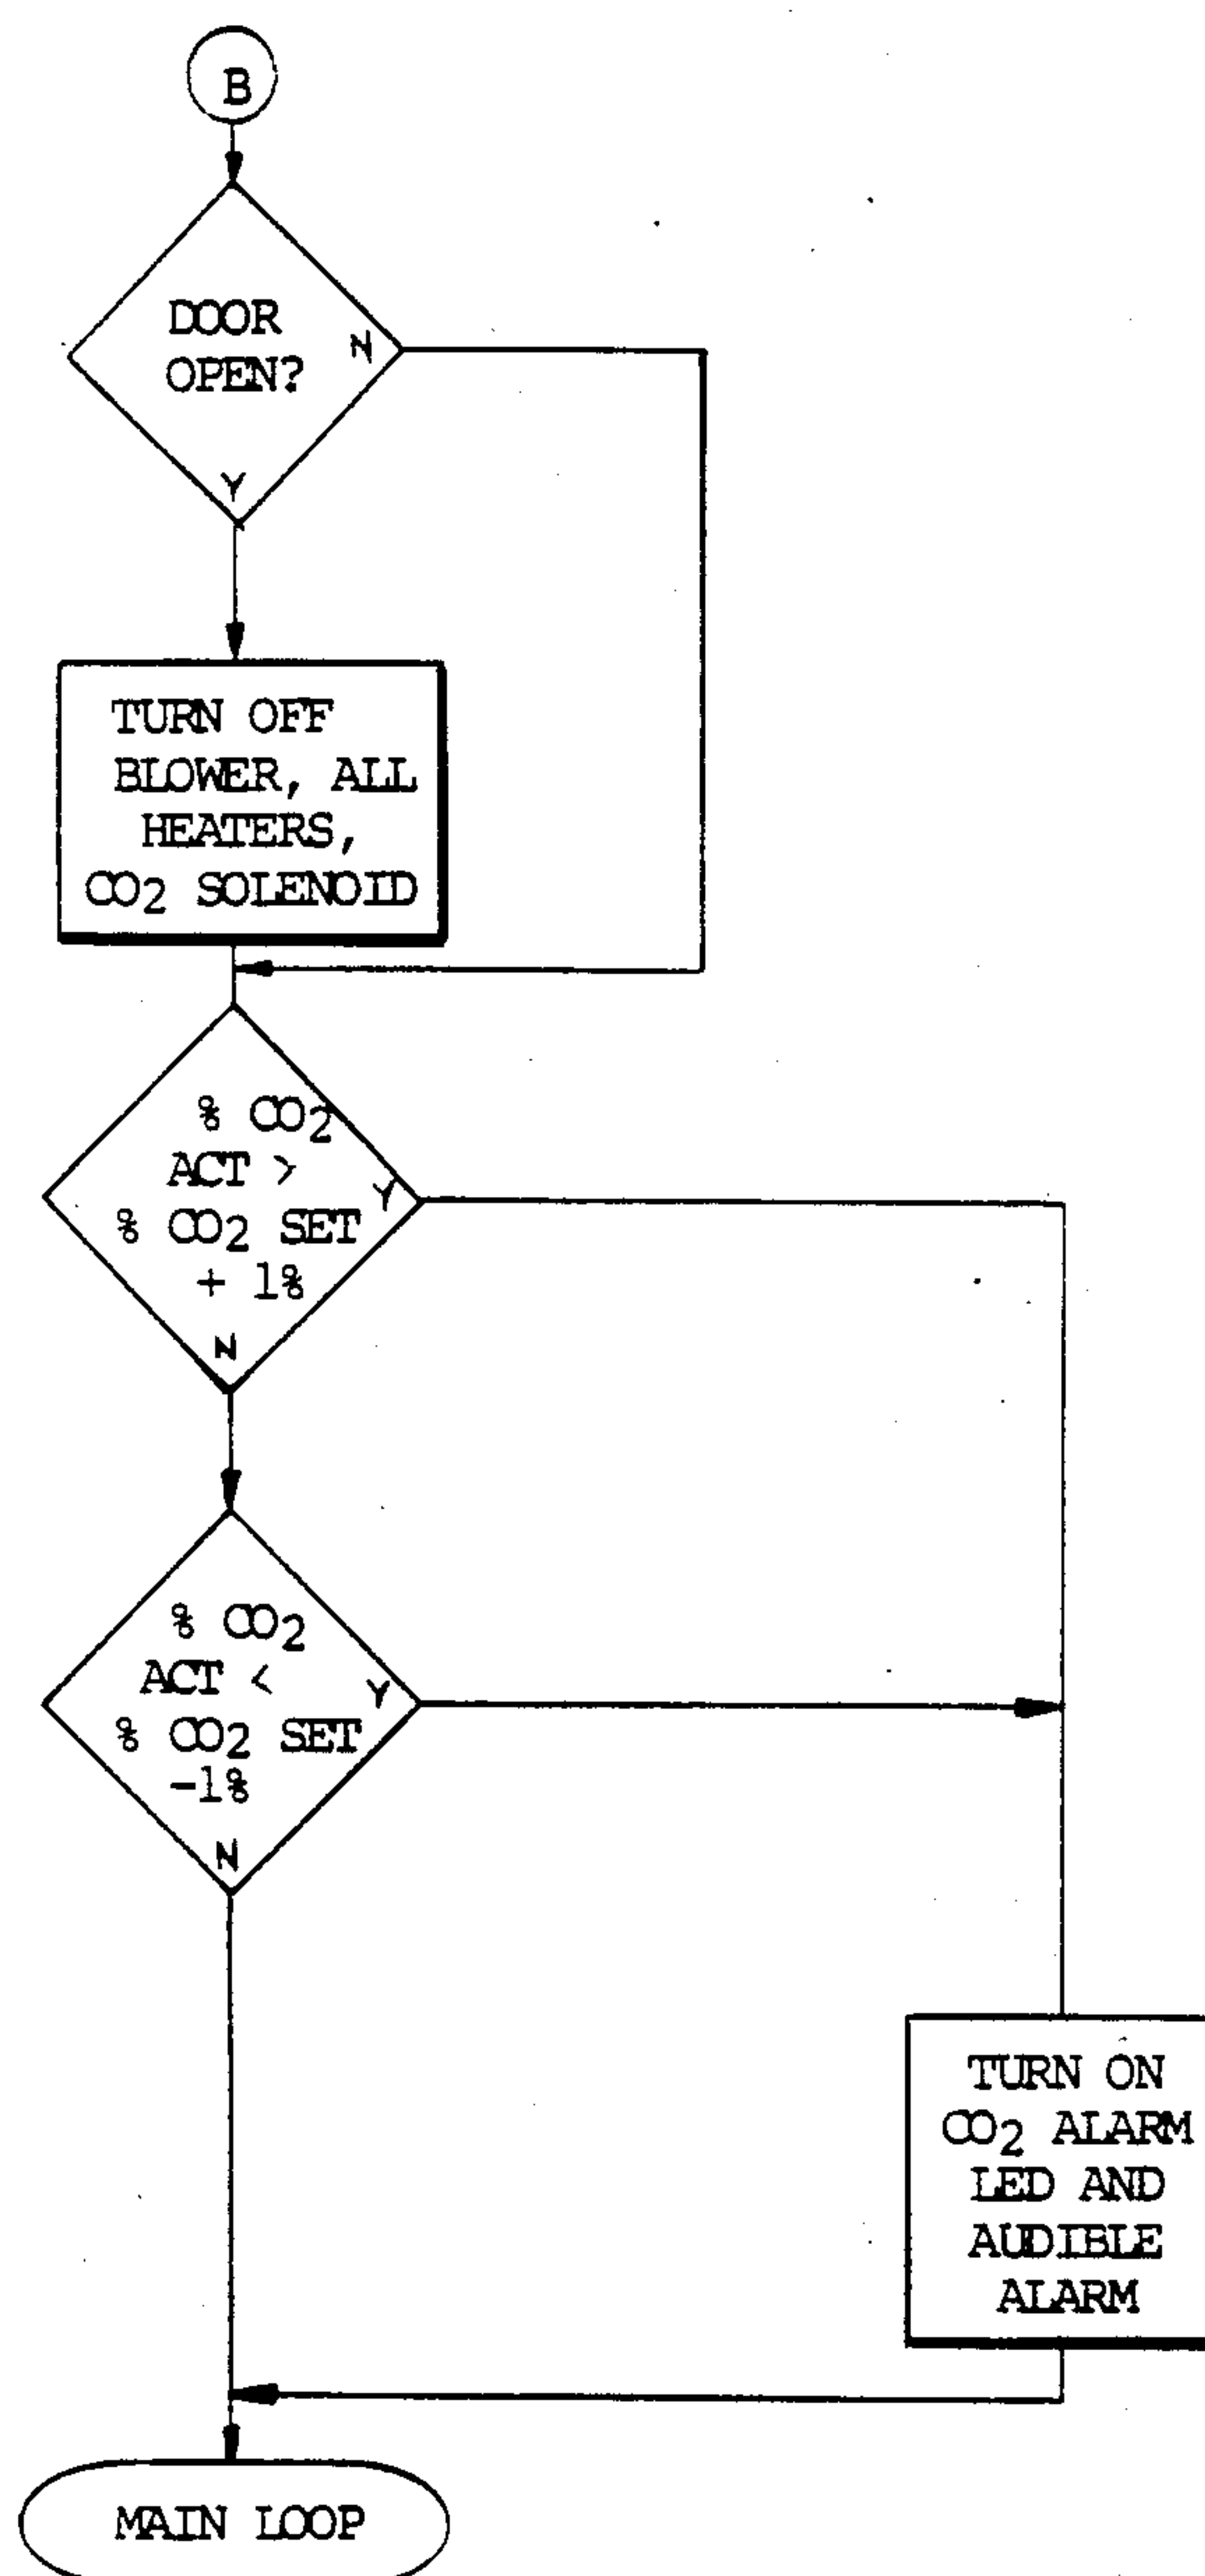 B
DOOR
OPEN?
N
Y
TURN OFF
BLOWER, ALL
HEATERS,
CO2 SOLENOID
% CO2
ACT >
Y
% CO2 SET
+ 1%
N
% CO2
ACT <
Y
% CO2 SET
-1%
N
TURN ON
CO2 ALARM
LED AND
AUDIBLE
ALARM
MAIN LOOP